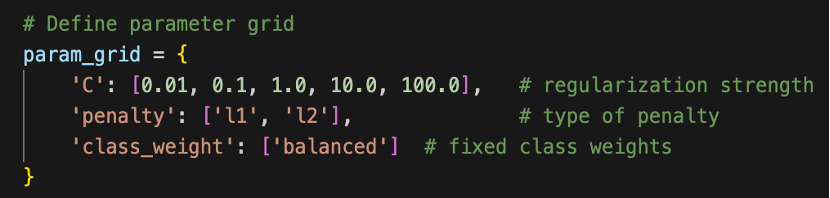 # Define parameter grid
param_grid = {
    'C': [0.01, 0.1, 1.0, 10.0, 100.0],   # regularization strength
    'penalty': ['l1', 'l2'],              # type of penalty
    'class_weight': ['balanced']  # fixed class weights
}